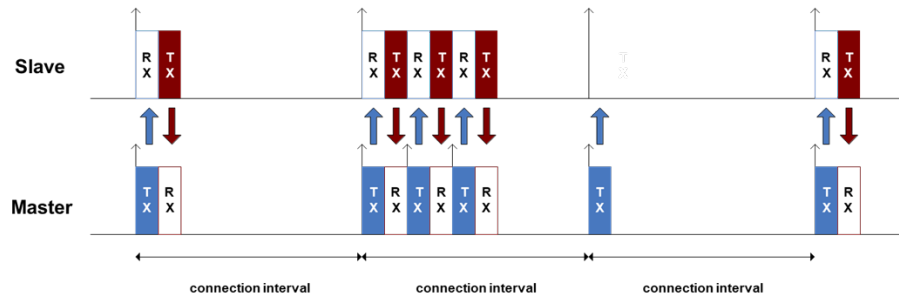 Slave
RX TX RX TX RX TX RX TX RX TX
TX
Master
TX RX TX RX TX RX TX RX TX TX RX
connection interval connection interval connection interval